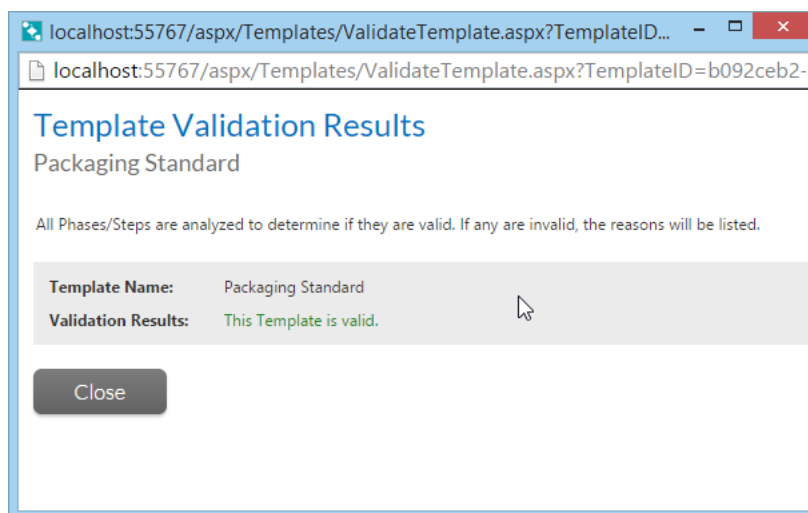 localhost:55767/aspx/Templates/ValidateTemplate.aspx?TemplateID...
localhost:55767/aspx/Templates/ValidateTemplate.aspx?TemplateID=b092ceb2-
Template Validation Results
Packaging Standard
All Phases/Steps are analyzed to determine if they are valid. If any are invalid, the reasons will be listed.
Template Name: Packaging Standard
Validation Results: This Template is valid.
Close